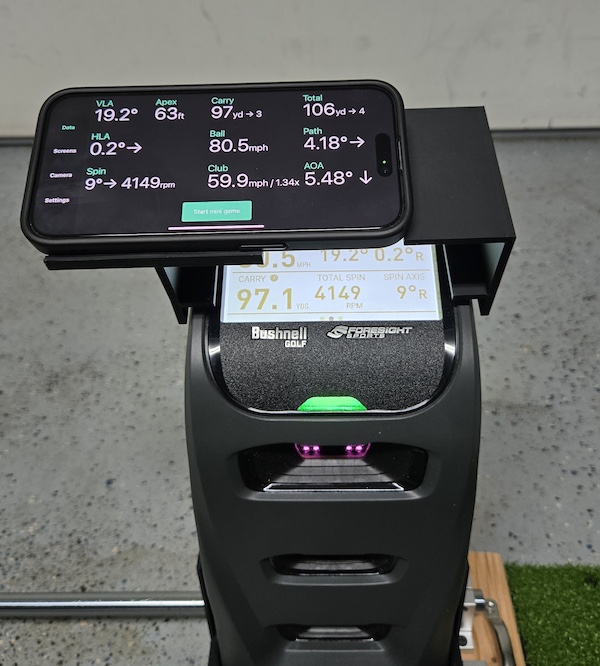 VLA Apex Carry Total
19.2° 63ft 97yd → 3 106yd → 4
Data
HLA Ball Path
0.2°→ 80.5mph 4.18°→
Screens
Camera
Spin Club AOA
9°→ 4149rpm 59.9mph / 1.34x 5.48° ↓
Settings
Start mini game
.5 MPH 19.2° 0.2°R
CARRY TOTAL SPIN SPIN AXIS
97.1 YDS 4149 RPM 9°R
Bushnell GOLF FORESIGHT SPORTS